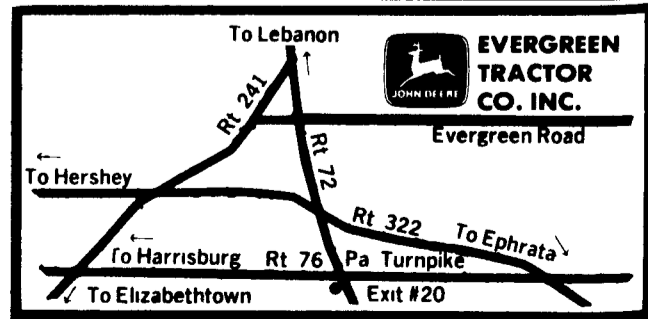 To Lebanon
EVERGREEN
TRACTOR
CO. INC.
JOHN DEERE
Rt 241
Evergreen Road
Rt 72
To Hershey
Rt 322
To Ephrata
To Harrisburg
Rt 76 Pa Turnpike
To Elizabethtown
Exit #20